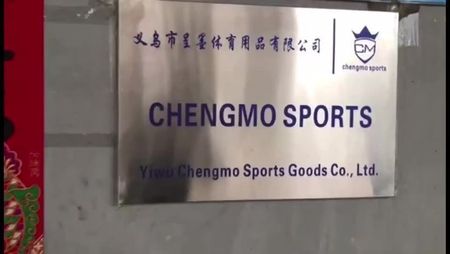 义乌市呈墨体育用品有限公司
CM
chengmo sports
CHENGMO SPORTS
Yiwu Chengmo Sports Goods Co., Ltd.